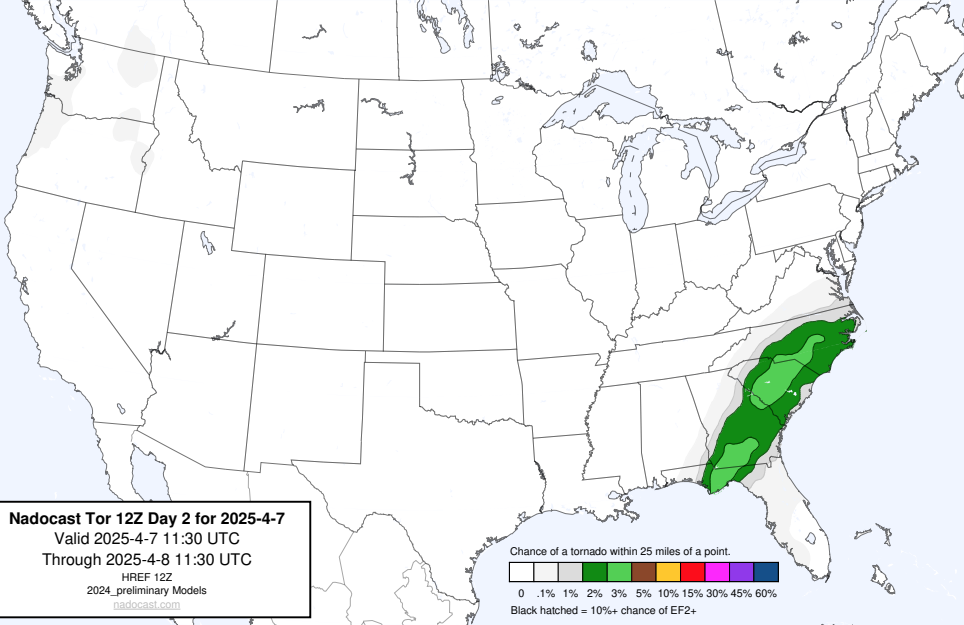 Nadocast Tor 12Z Day 2 for 2025-4-7
Valid 2025-4-7 11:30 UTC
Through 2025-4-8 11:30 UTC
HREF 12Z
2024_preliminary Models
nadocast.com
Chance of a tornado within 25 miles of a point.
0 .1% 1% 2% 3% 5% 10% 15% 30% 45% 60%
Black hatched = 10%+ chance of EF2+